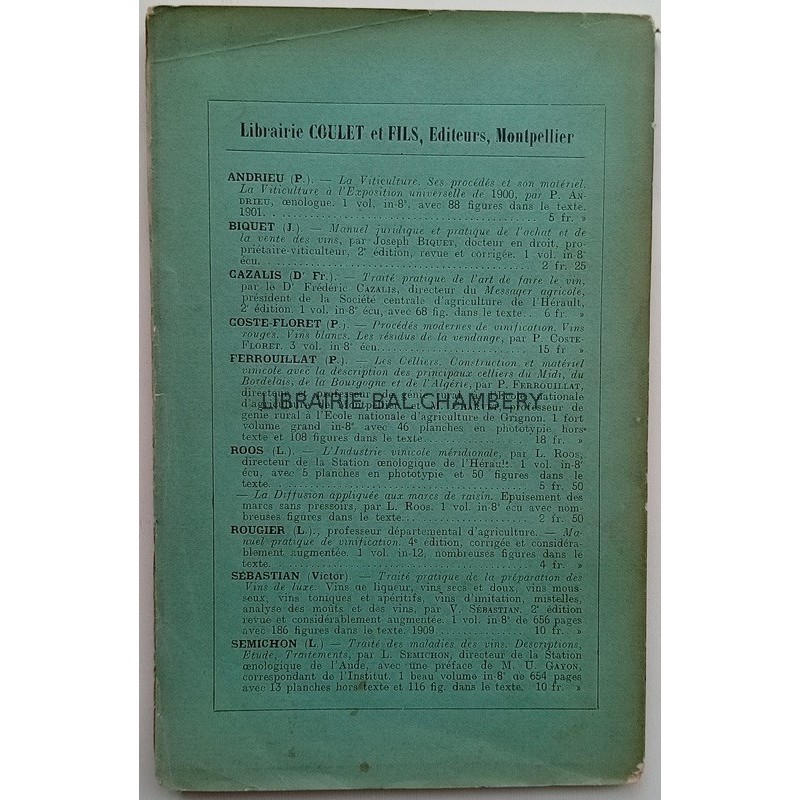 Librairie COULET et FILS, Editeurs, Montpellier
ANDRIEU (P.). — La Viticulture. Ses procédés et son matériel.
La Viticulture à l'Exposition universelle de 1900, par P. AN-
DRIEU, œnologue. 1 vol. in-8°, avec 88 figures dans le texte.
1901. . . . . . . . . . . . . . . . . . . . . 5 fr. »
BIQUET (J.). — Manuel juridique et pratique de l'achat et de
la vente des vins, par Joseph BIQUET, docteur en droit, pro-
priétaire-viticulteur, 2e édition, revue et corrigée. 1 vol. in-8°
écu. . . . . . . . . . . . . . . . . . . . . 2 fr. 25
CAZALIS (Dr Fr.). — Traité pratique de l'art de faire le vin,
par le Dr Frédéric CAZALIS, directeur du Messager agricole,
président de la Société centrale d'agriculture de l'Hérault,
2e édition. 1 vol. in-8° écu, avec 68 fig. dans le texte. . 6 fr. »
COSTE-FLORET (P.) — Procédés modernes de vinification. Vins
rouges. Vins blancs. Les résidus de la vendange, par P. COSTE-
FLORET. 3 vol. in-8° écu. . . . . . . . . . . . 15 fr »
FERROUILLAT (P.). — Les Celliers. Construction et matériel
vinicole avec la description des principaux celliers du Midi, du
Bordelais, de la Bourgogne et de l'Algérie, par P. FERROUILLAT,
directeur et professeur de génie rural à l'Ecole nationale
d'agriculture de Montpellier, et professeur de
LIBRAIRIE BAL CHAMBERY
génie rural à l'Ecole nationale d'agriculture de Grignon. 1 fort
volume grand in-8° avec 46 planches en phototypie hors
texte et 108 figures dans le texte. . . . . . . . . 18 fr. »
ROOS (L.). — L'Industrie vinicole méridionale, par L. ROOS,
directeur de la Station œnologique de l'Hérault. 1 vol. in-8°
écu, avec 5 planches en phototypie et 50 figures dans le
texte. . . . . . . . . . . . . . . . . . . . 5 fr. 50
— La Diffusion appliquée aux marcs de raisin. Epuisement des
marcs sans pressoirs, par L. Roos. 1 vol. in-8° écu avec nom-
breuses figures dans le texte. . . . . . . . . . . 2 fr. 50
ROUGIER (L.)., professeur départemental d'agriculture. — Ma-
nuel pratique de vinification. 4e édition, corrigée et considéra-
blement augmentée. 1 vol. in-12, nombreuses figures dans le
texte. . . . . . . . . . . . . . . . . . . . 4 fr. »
SÉBASTIAN (Victor) — Traité pratique de la préparation des
Vins de luxe. Vins de liqueur, vins secs et doux, vins mous-
seux, vins toniques et apéritifs, vins d'imitation, mistelles,
analyse des moûts et des vins, par V. SÉBASTIAN. 2e édition
revue et considérablement augmentée. 1 vol. in-8° de 656 pages
avec 186 figures dans le texte. 1909 . . . . . . . . 10 fr. »
SEMICHON (L.) — Traité des maladies des vins. Descriptions,
Etude, Traitements, par L. SEMICHON, directeur de la Station
œnologique de l'Aude, avec une préface de M. U. GAYON,
correspondant de l'Institut. 1 beau volume in-8° de 654 pages
avec 13 planches hors texte et 116 fig. dans le texte. 10 fr. »